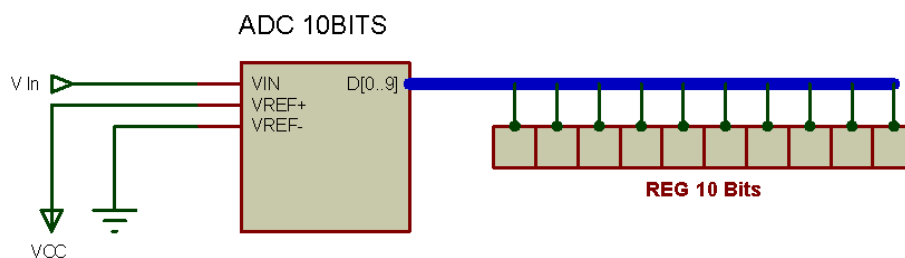 ADC 10BITS
V In
VIN
D[0..9]
VREF+
VREF-
REG 10 Bits
VCC